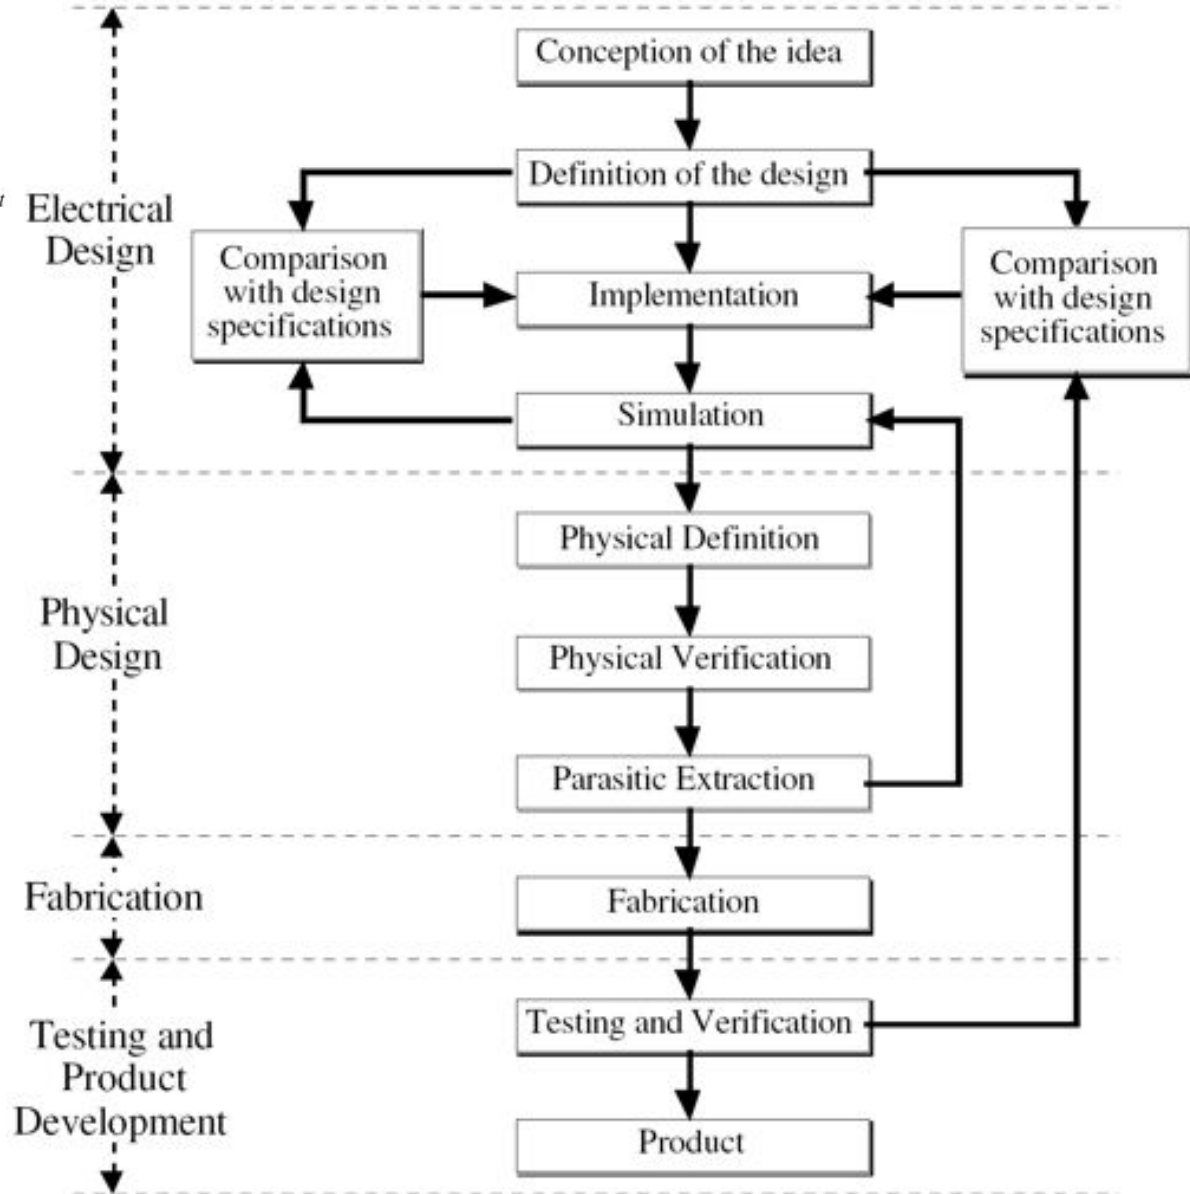 Conception of the idea
Definition of the design
t
Electrical
Design
Comparison
with design
specifications
Implementation
Comparison
with design
specifications
Simulation
Physical Definition
Physical
Design
Physical Verification
Parasitic Extraction
Fabrication
Fabrication
Testing and Verification
Testing and
Product
Development
Product